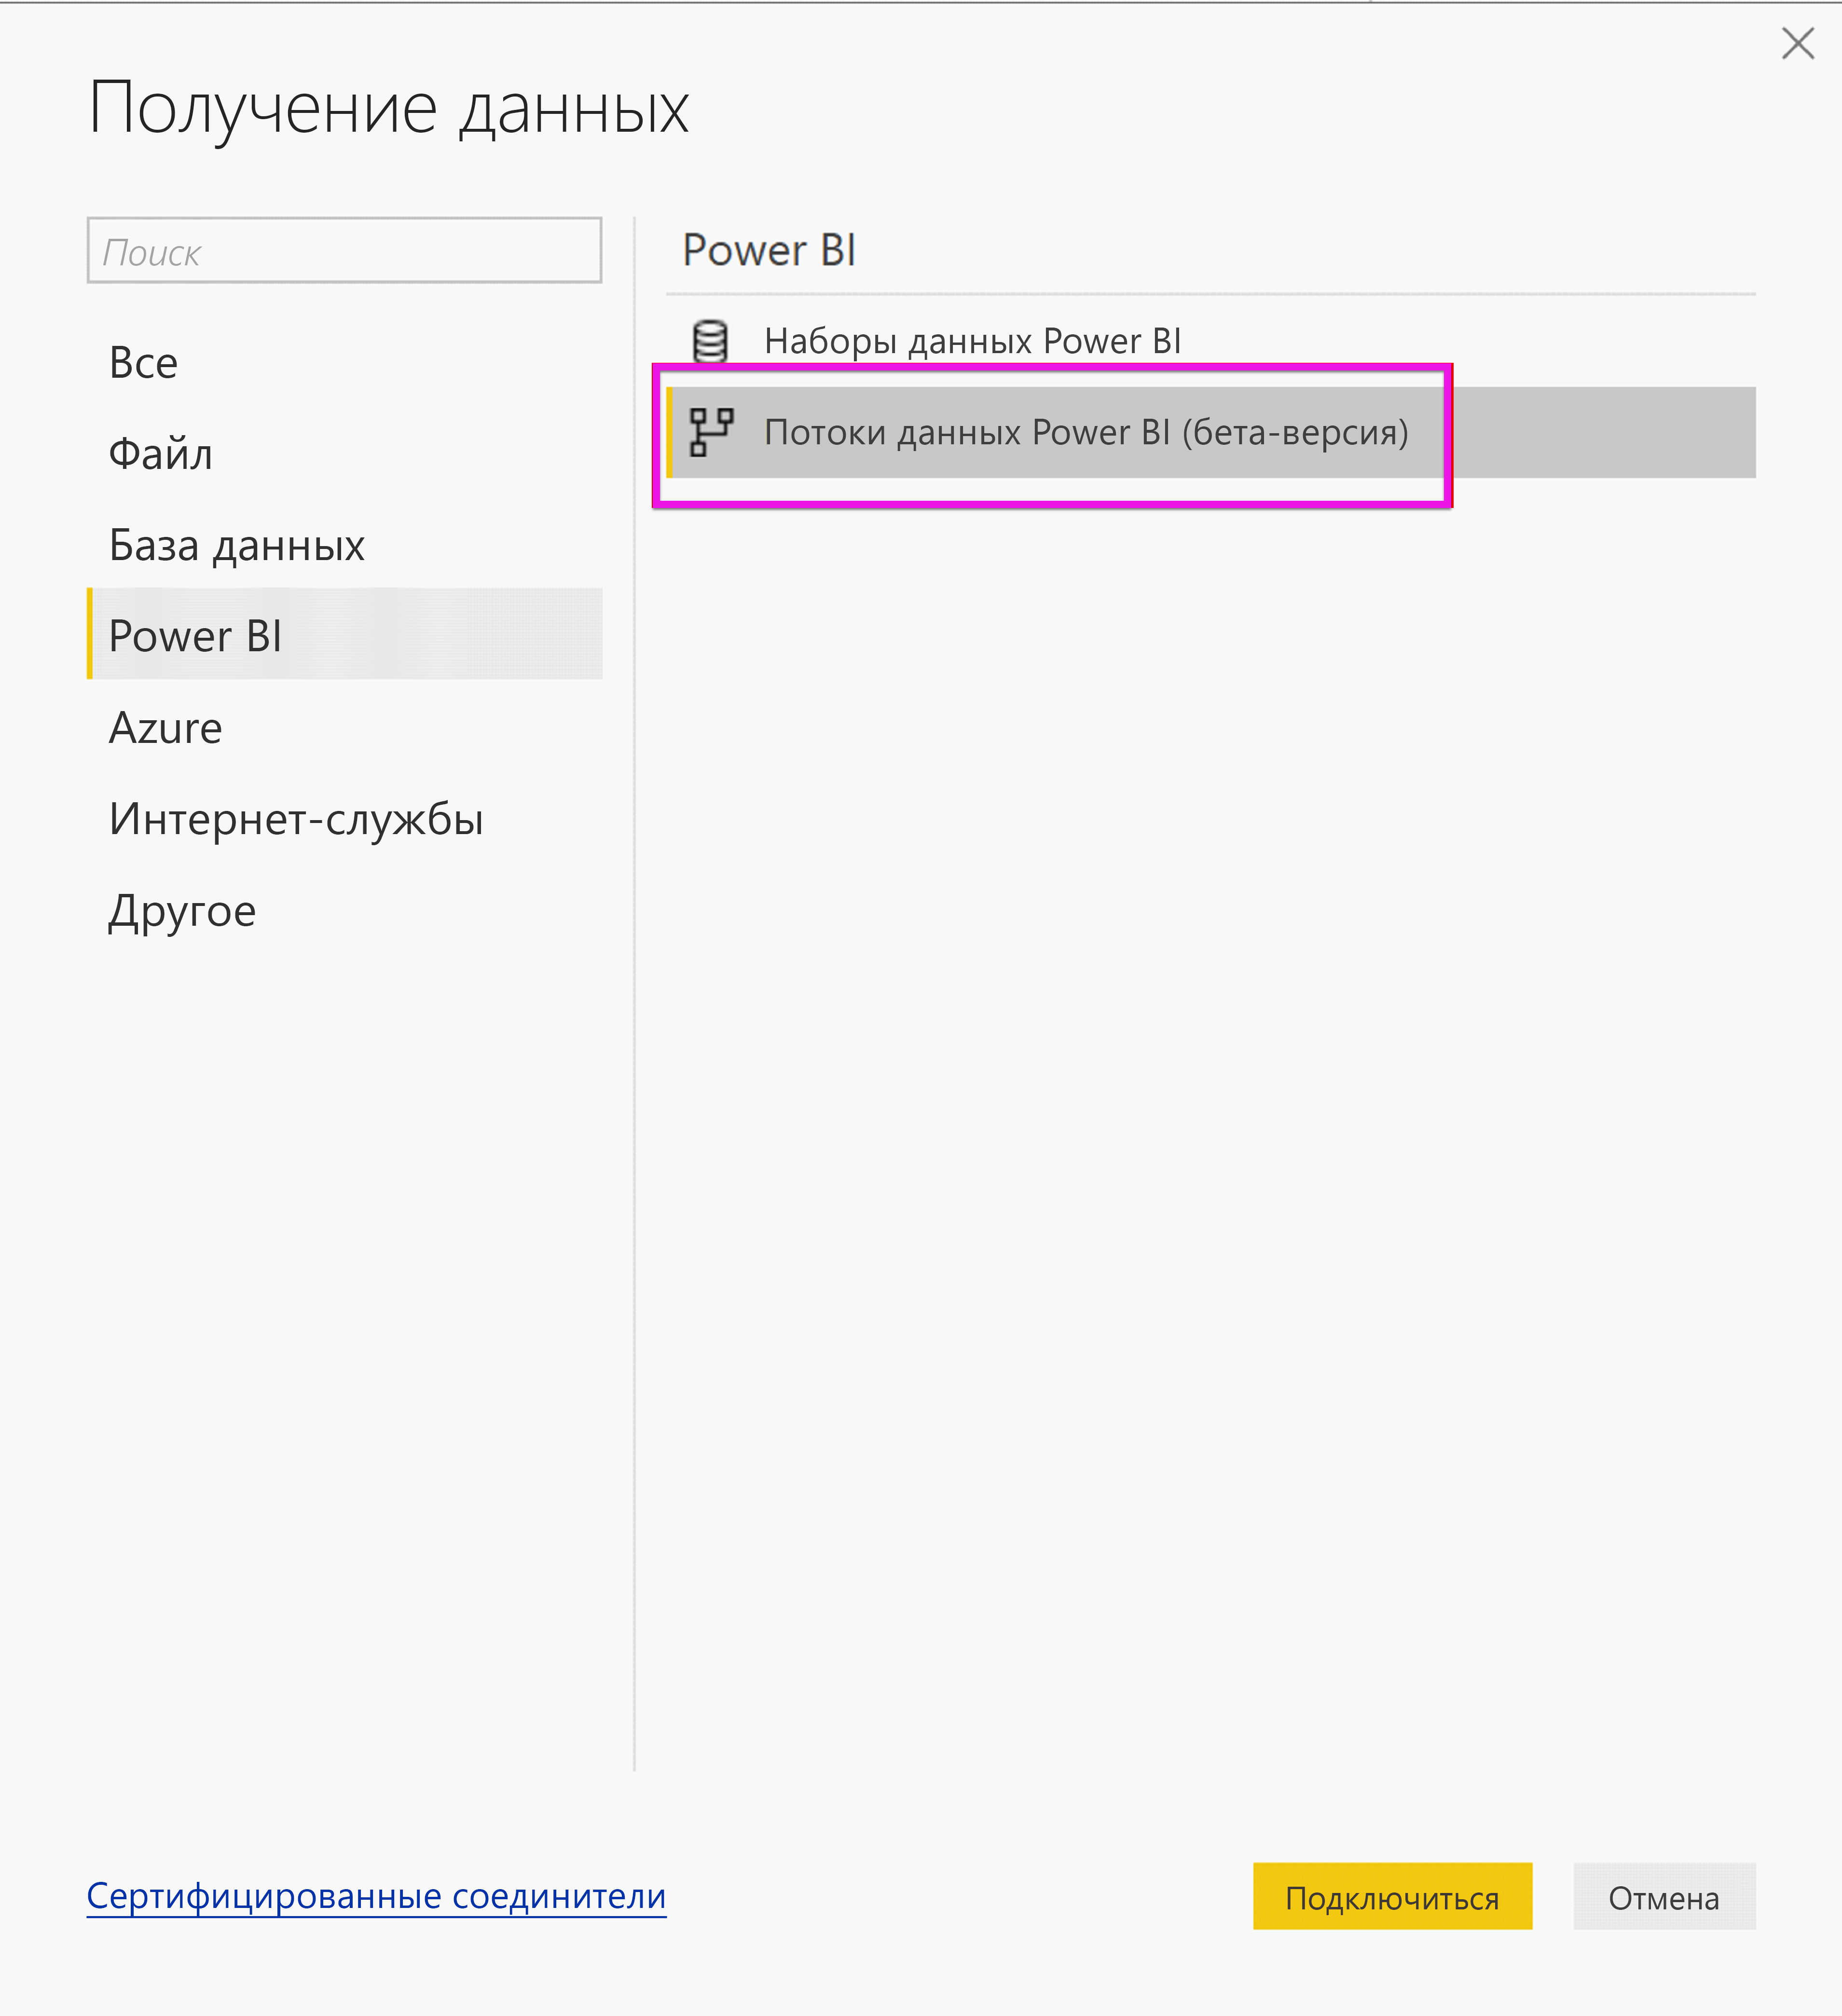 Получение данных
Поиск
Все
Файл
База данных
Power BI
Azure
Интернет-службы
Другое
Power BI
Наборы данных Power BI
Потоки данных Power BI (бета-версия)
Сертифицированные соединители
Подключиться
Отмена